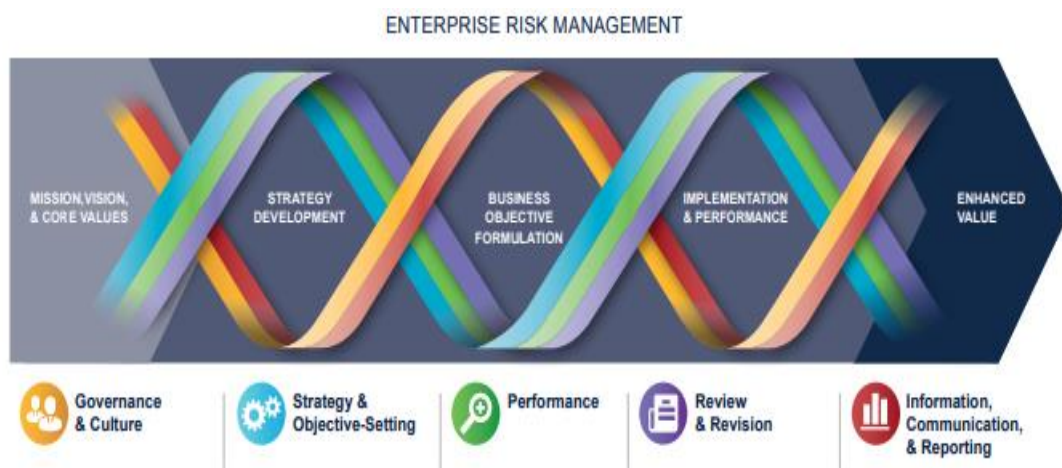 ENTERPRISE RISK MANAGEMENT
MISSION, VISION,
& CORE VALUES
STRATEGY
DEVELOPMENT
BUSINESS
OBJECTIVE
FORMULATION
IMPLEMENTATION
& PERFORMANCE
ENHANCED
VALUE
Governance
& Culture
Strategy &
Objective-Setting
Performance
Review
& Revision
Information,
Communication,
& Reporting